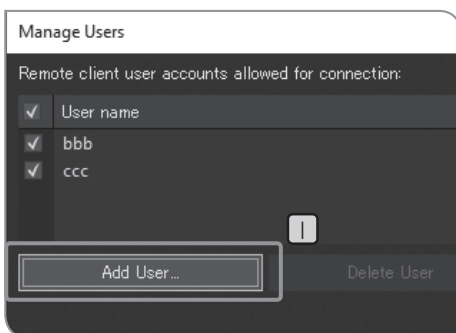 Manage Users
Remote client user accounts allowed for connection:
User name
bbb
ccc
|
Add User...
Delete User